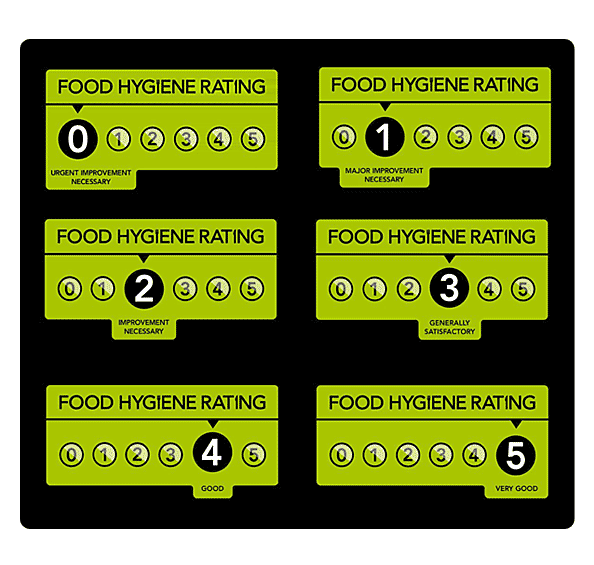 FOOD HYGIENE RATING
0 1 2 3 4 5
URGENT IMPROVEMENT
NECESSARY
FOOD HYGIENE RATING
0 1 2 3 4 5
MAJOR IMPROVEMENT
NECESSARY
FOOD HYGIENE RATING
0 1 2 3 4 5
IMPROVEMENT
NECESSARY
FOOD HYGIENE RATING
0 1 2 3 4 5
GENERALLY
SATISFACTORY
FOOD HYGIENE RATING
0 1 2 3 4 5
GOOD
FOOD HYGIENE RATING
0 1 2 3 4 5
VERY GOOD